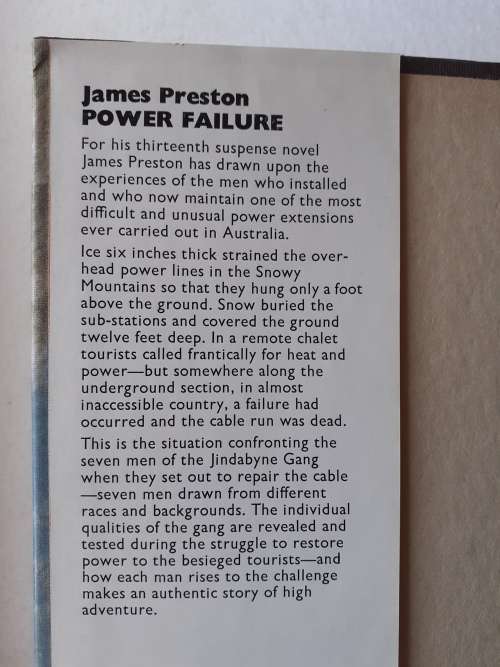 James Preston
POWER FAILURE
For his thirteenth suspense novel
James Preston has drawn upon the
experiences of the men who installed
and who now maintain one of the most
difficult and unusual power extensions
ever carried out in Australia.
Ice six inches thick strained the over-
head power lines in the Snowy
Mountains so that they hung only a foot
above the ground. Snow buried the
sub-stations and covered the ground
twelve feet deep. In a remote chalet
tourists called frantically for heat and
power—but somewhere along the
underground section, in almost
inaccessible country, a failure had
occurred and the cable run was dead.
This is the situation confronting the
seven men of the Jindabyne Gang
when they set out to repair the cable
—seven men drawn from different
races and backgrounds. The individual
qualities of the gang are revealed and
tested during the struggle to restore
power to the besieged tourists—and
how each man rises to the challenge
makes an authentic story of high
adventure.